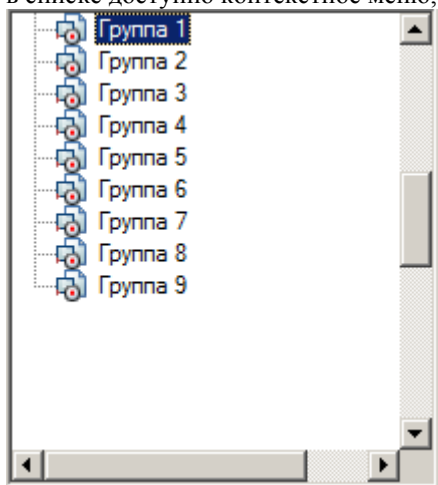 в списке доступно контекстное меню,
Группа 1
Группа 2
Группа 3
Группа 4
Группа 5
Группа 6
Группа 7
Группа 8
Группа 9